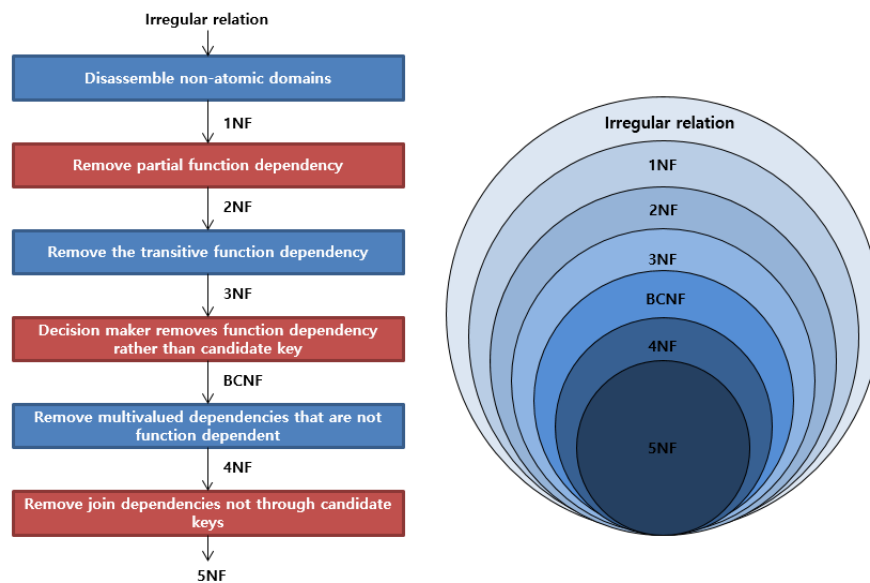 Irregular relation
Disassemble non-atomic domains
1NF
Remove partial function dependency
2NF
Remove the transitive function dependency
3NF
Decision maker removes function dependency
rather than candidate key
BCNF
Remove multivalued dependencies that are not
function dependent
4NF
Remove join dependencies not through candidate
keys
5NF
Irregular relation
1NF
2NF
3NF
BCNF
4NF
5NF